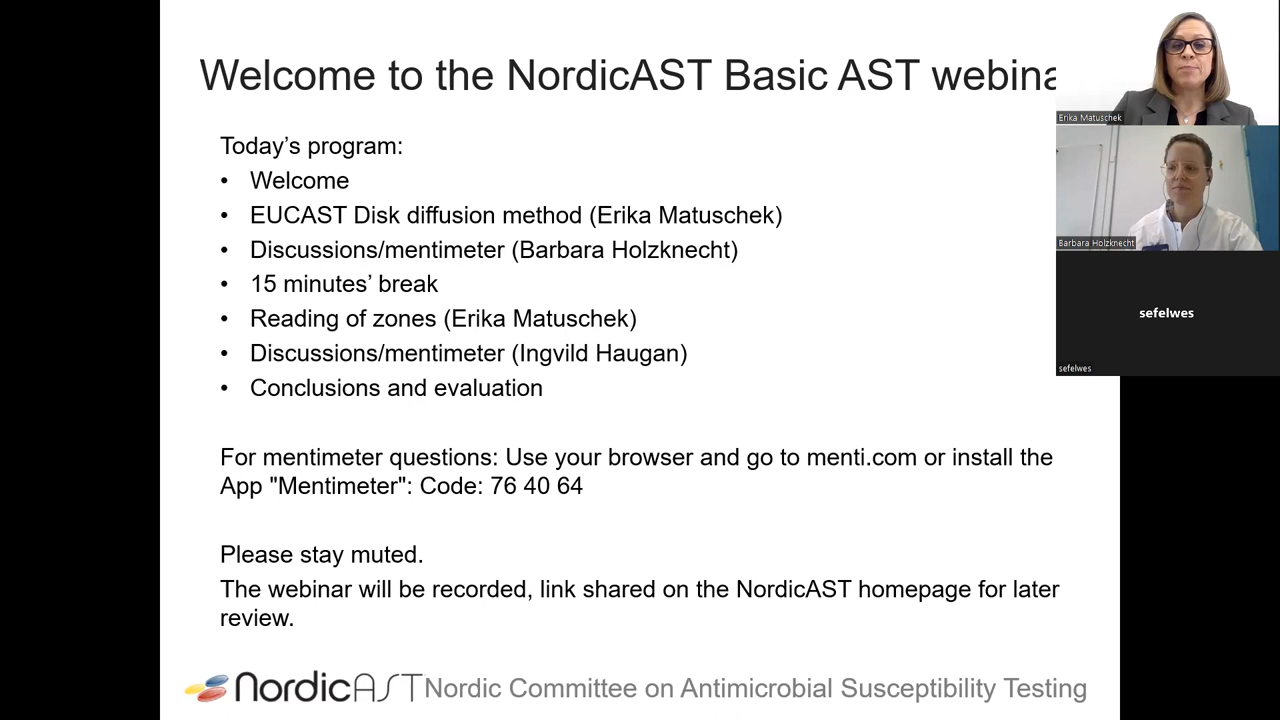 Welcome to the NordicAST Basic AST webina
Today’s program:
• Welcome
• EUCAST Disk diffusion method (Erika Matuschek)
• Discussions/mentimeter (Barbara Holzknecht)
• 15 minutes’ break
• Reading of zones (Erika Matuschek)
• Discussions/mentimeter (Ingvild Haugan)
• Conclusions and evaluation
For mentimeter questions: Use your browser and go to menti.com or install the
App "Mentimeter": Code: 76 40 64
Please stay muted.
The webinar will be recorded, link shared on the NordicAST homepage for later
review.
NordicAST Nordic Committee on Antimicrobial Susceptibility Testing
Erika Matuschek
Barbara Holzknecht
sefelwes
sefelwes